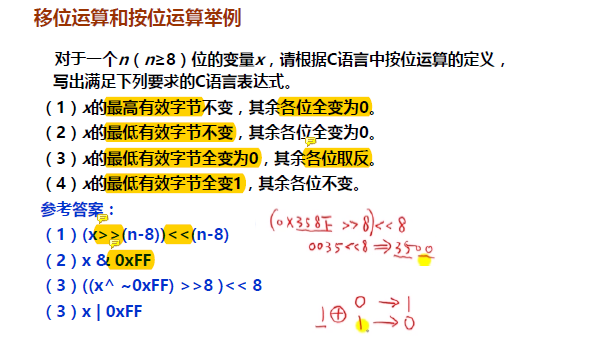 移位运算和按位运算举例
对于一个n（n≥8）位的变量x，请根据C语言中按位运算的定义，
写出满足下列要求的C语言表达式。
（1）x的最高有效字节不变，其余各位全变为0。
（2）x的最低有效字节不变，其余各位全变为0。
（3）x的最低有效字节全变为0，其余各位取反。
（4）x的最低有效字节全变1，其余各位不变。
参考答案：
（1）(x>>(n-8))<<(n-8)
（2）x & 0xFF
（3）((x^ ~0xFF) >>8 )<< 8
（3）x | 0xFF
(0X358F >>8)<<8
0035<<8 ⇒3500
1⊕ 0 →1
1 →0